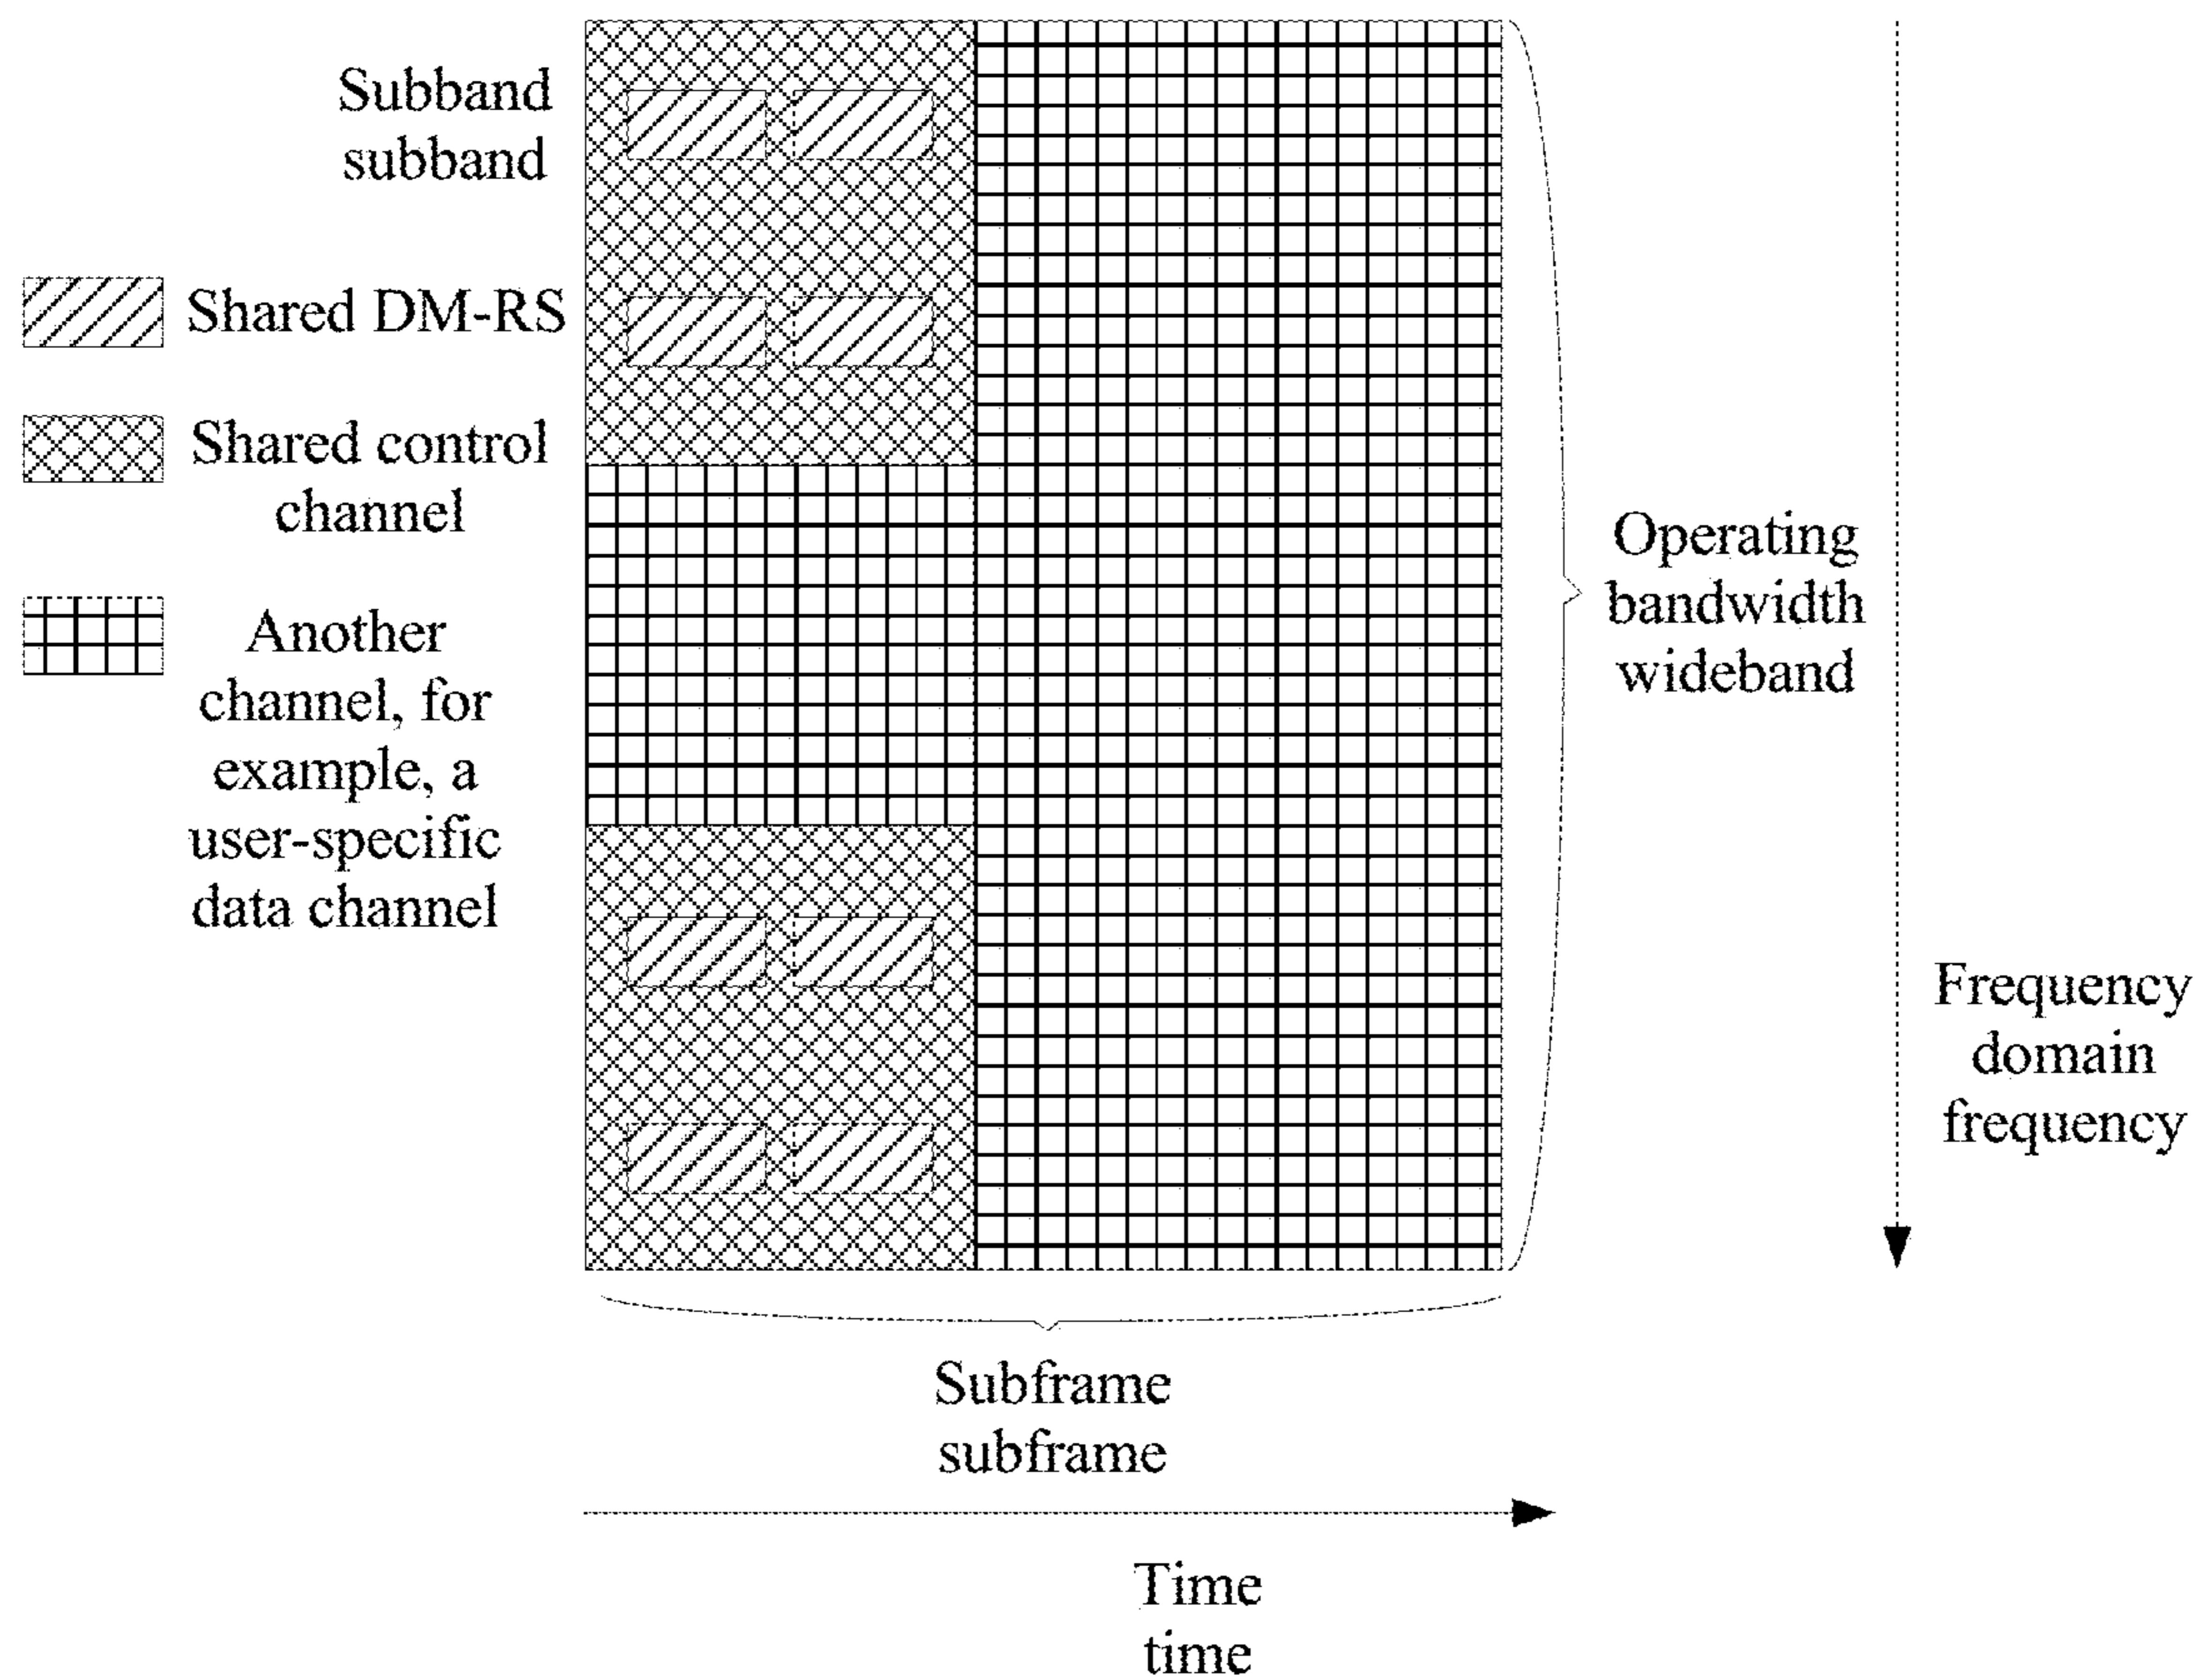 Subband
subband
Shared DM-RS
Shared control
channel
Another
channel, for
example, a
user-specific
data channel
Operating
bandwidth
wideband
Frequency
domain
frequency
Subframe
subframe
Time
time